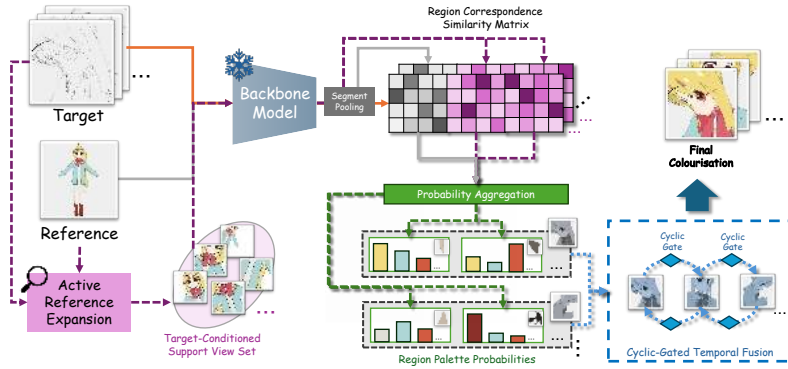 Region Correspondence
Similarity Matrix
...
Target
Backbone
Model
Segment
Pooling
...
...
Final
Colourisation
Reference
Probability Aggregation
Active
Reference
Expansion
...
Target-Conditioned
Support View Set
...
...
...
...
...
...
Region Palette Probabilities
Cyclic
Gate
Cyclic
Gate
...
Cyclic-Gated Temporal Fusion